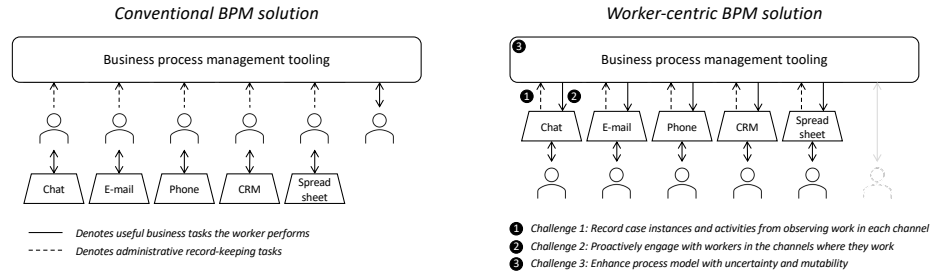 Conventional BPM solution
Business process management tooling
Chat
E-mail
Phone
CRM
Spread
sheet
Denotes useful business tasks the worker performs
Denotes administrative record-keeping tasks
Worker-centric BPM solution
3
Business process management tooling
1
2
Chat
E-mail
Phone
CRM
Spread
sheet
1 Challenge 1: Record case instances and activities from observing work in each channel
2 Challenge 2: Proactively engage with workers in the channels where they work
3 Challenge 3: Enhance process model with uncertainty and mutability